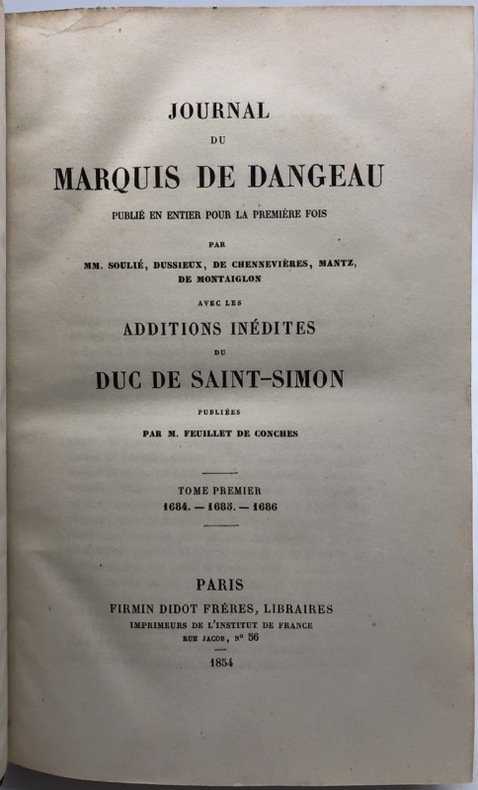 JOURNAL
DU
MARQUIS DE DANGEAU
PUBLIÉ EN ENTIER POUR LA PREMIÈRE FOIS
PAR
MM. SOULIÉ, DUSSIEUX, DE CHENNEVIÈRES, MANTZ,
DE MONTAIGLON
AVEC LES
ADDITIONS INÉDITES
DU
DUC DE SAINT-SIMON
PUBLIÉES
PAR M. FEUILLET DE CONCHES
TOME PREMIER
1684. — 1685. — 1686
PARIS
FIRMIN DIDOT FRÈRES, LIBRAIRES
IMPRIMEURS DE L'INSTITUT DE FRANCE
RUE JACOB, Nº 56
1854